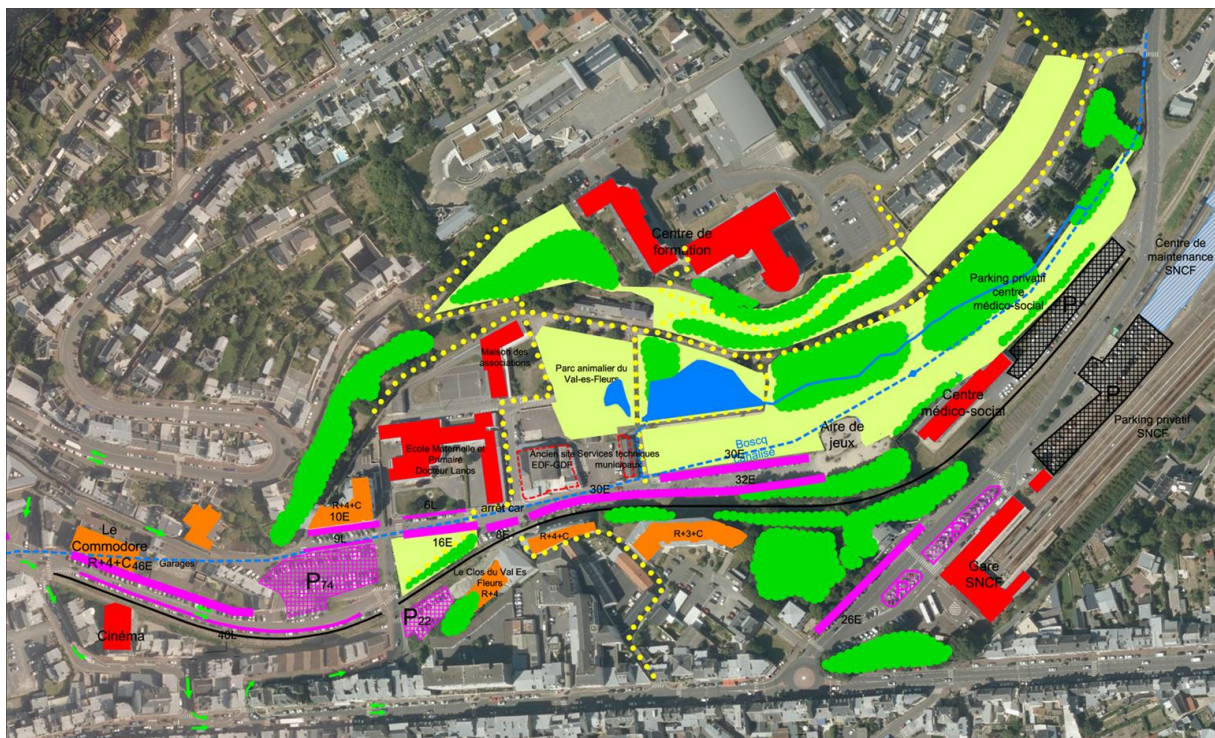 Centre de
formation
Centre de
maintenance
SNCF
Parking privatif
centre
médico-social
P
P
Parking privatif
SNCF
Maison des
associations
Parc animalier du
Val-es-Fleurs
Centre
médico-social
Aire de
jeux
Boscq
canalisé
30E
32E
Ecole Maternelle et
Primaire
Docteur Lanos
Ancien site
EDF-GDF
Services techniques
municipaux
30E
arrêt car
6L
R+4+C
10E
9L
16E
8E
R+4+C
R+3+C
Le
Commodore
R+4+C
46E
Garages
P74
Le Clos du Val Es
Fleurs
R+4
P22
Gare
SNCF
26E
Cinéma
46L